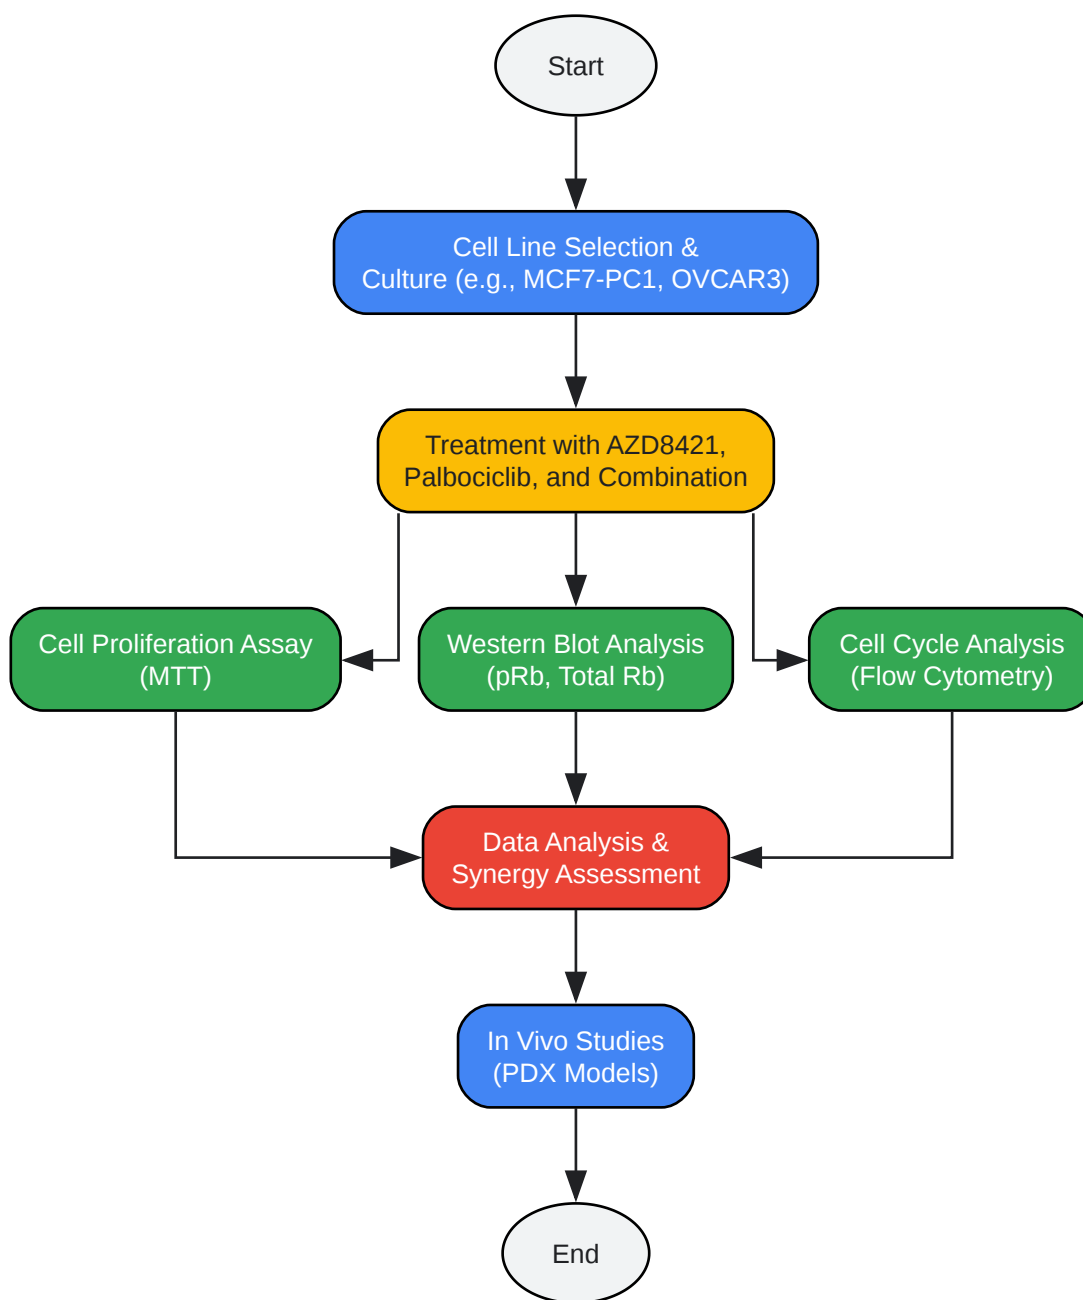 Start
Cell Line Selection &
Culture (e.g., MCF7-PC1, OVCAR3)
Treatment with AZD8421,
Palbociclib, and Combination
Cell Proliferation Assay
(MTT)
Western Blot Analysis
(pRb, Total Rb)
Cell Cycle Analysis
(Flow Cytometry)
Data Analysis &
Synergy Assessment
In Vivo Studies
(PDX Models)
End